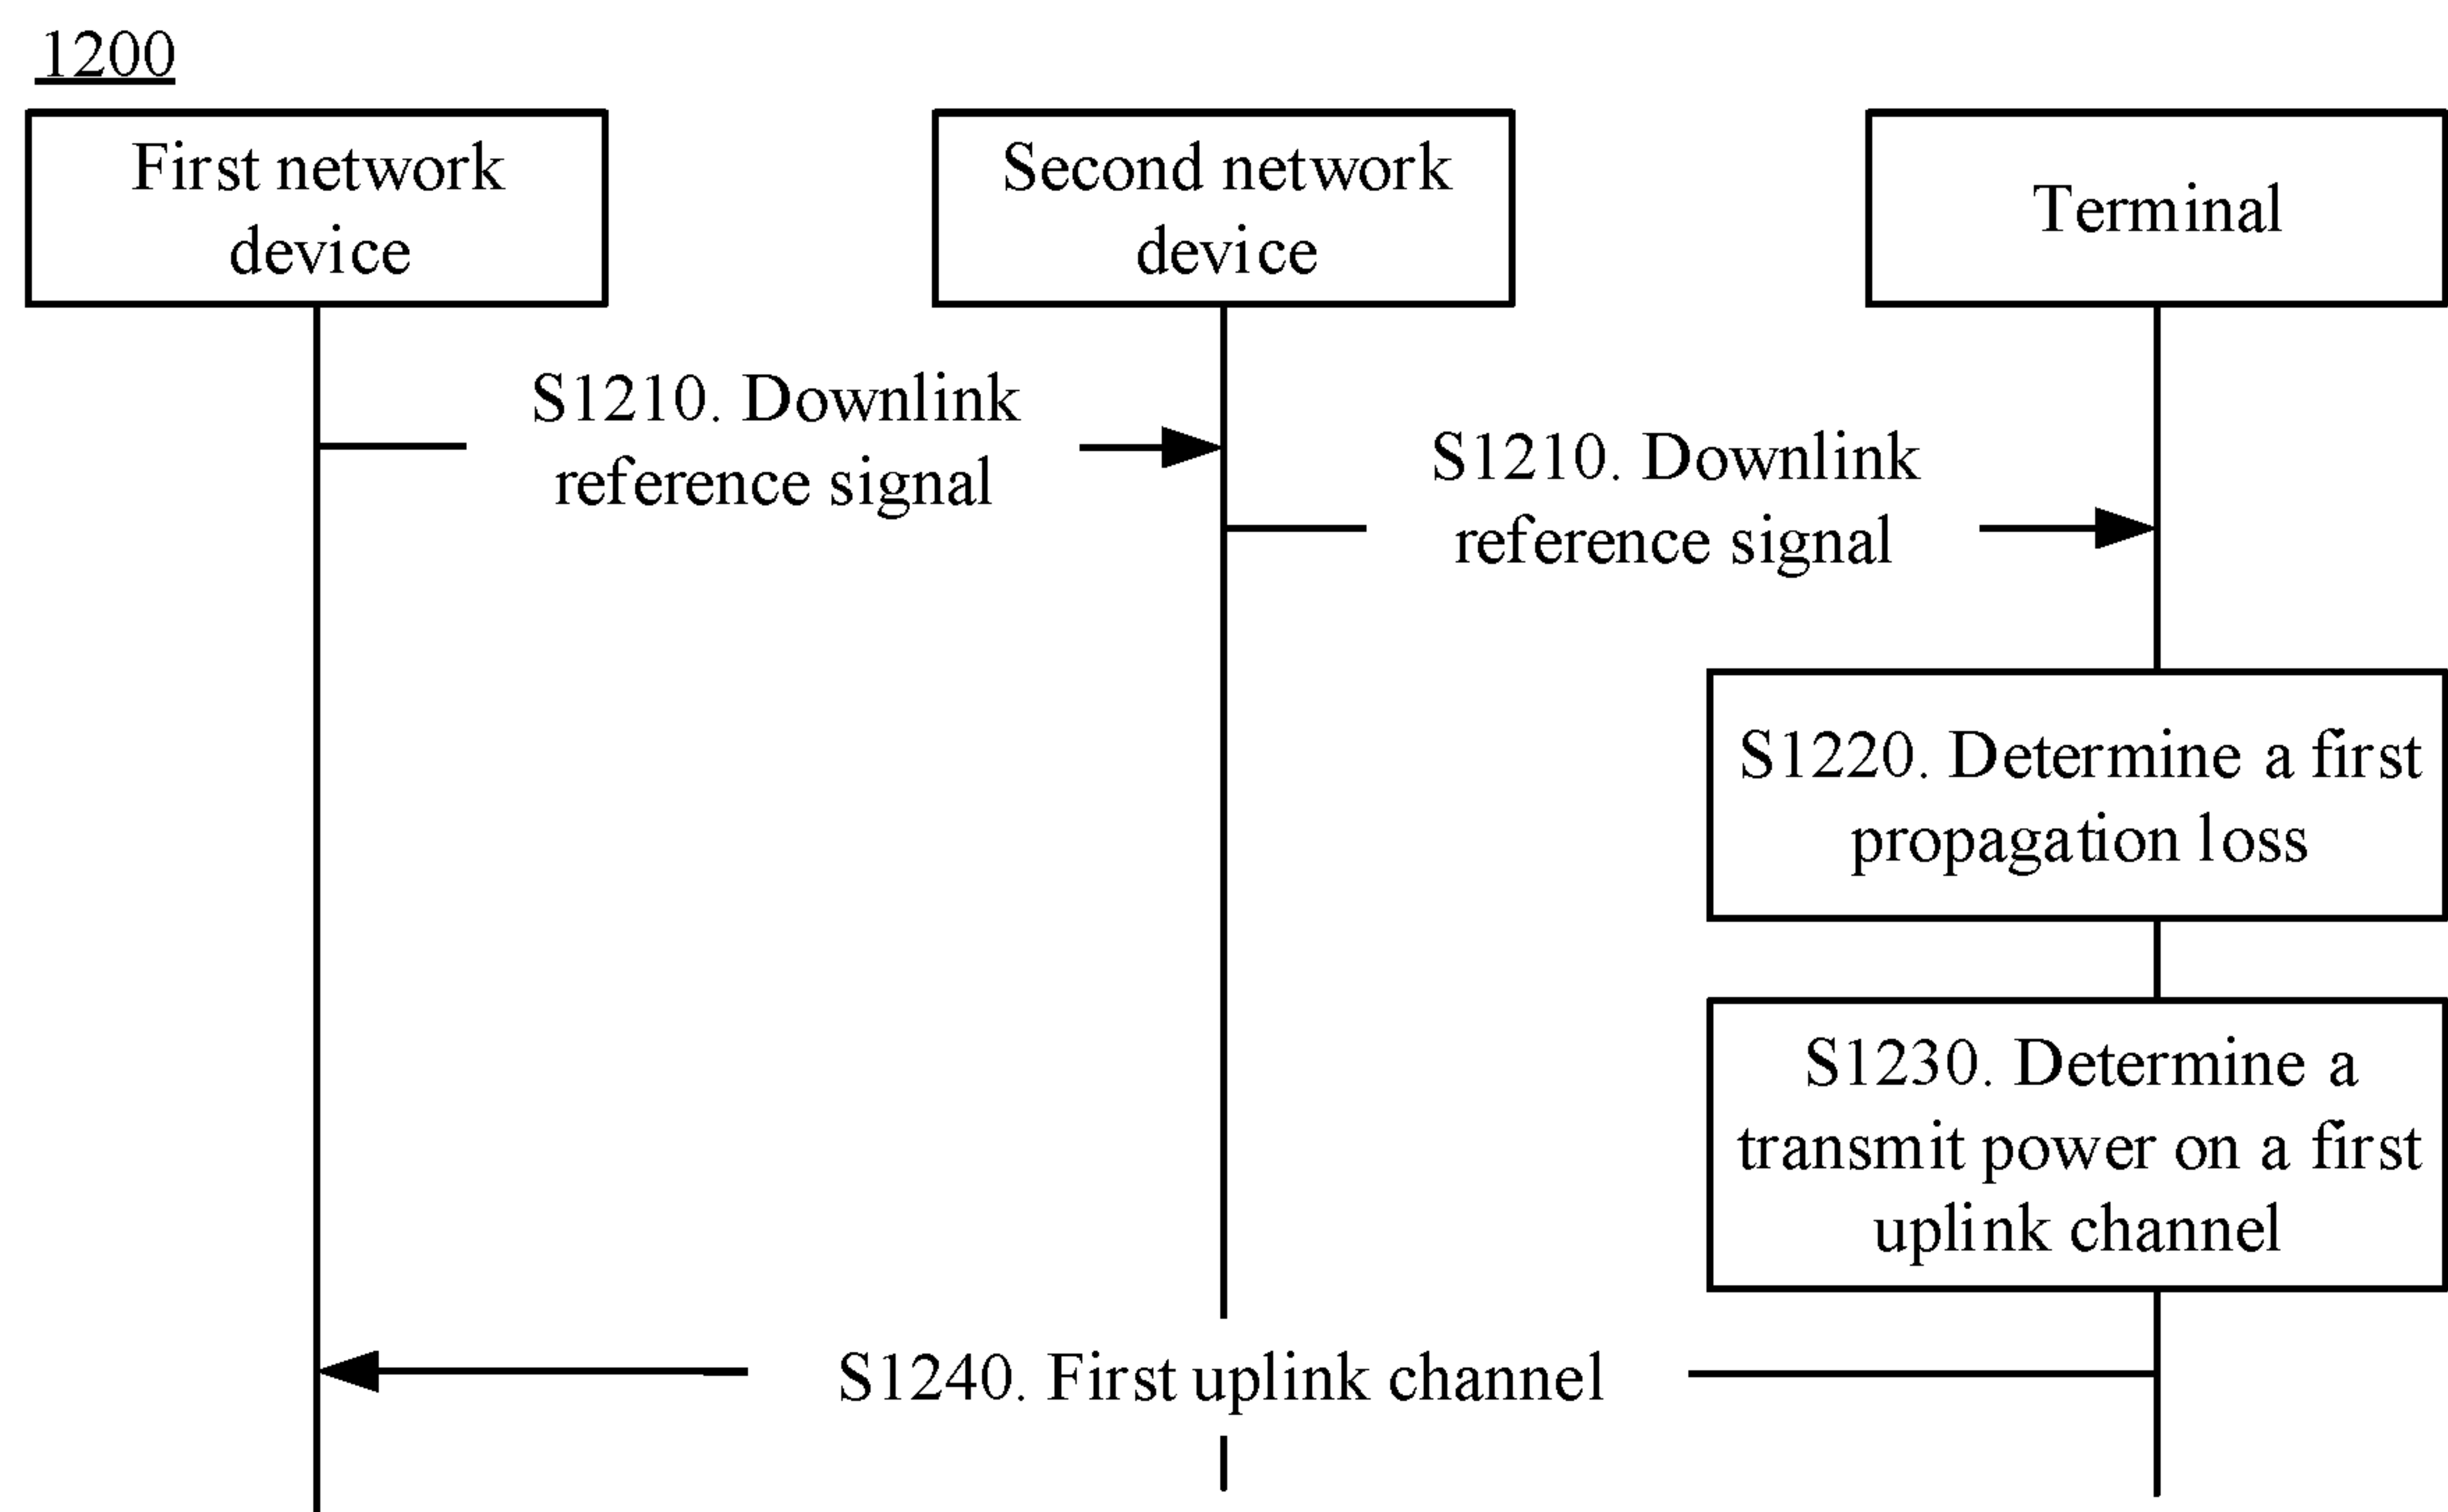 1200
First network
device
Second network
device
Terminal
S1210. Downlink
reference signal
S1210. Downlink
reference signal
S1220. Determine a first
propagation loss
S1230. Determine a
transmit power on a first
uplink channel
S1240. First uplink channel